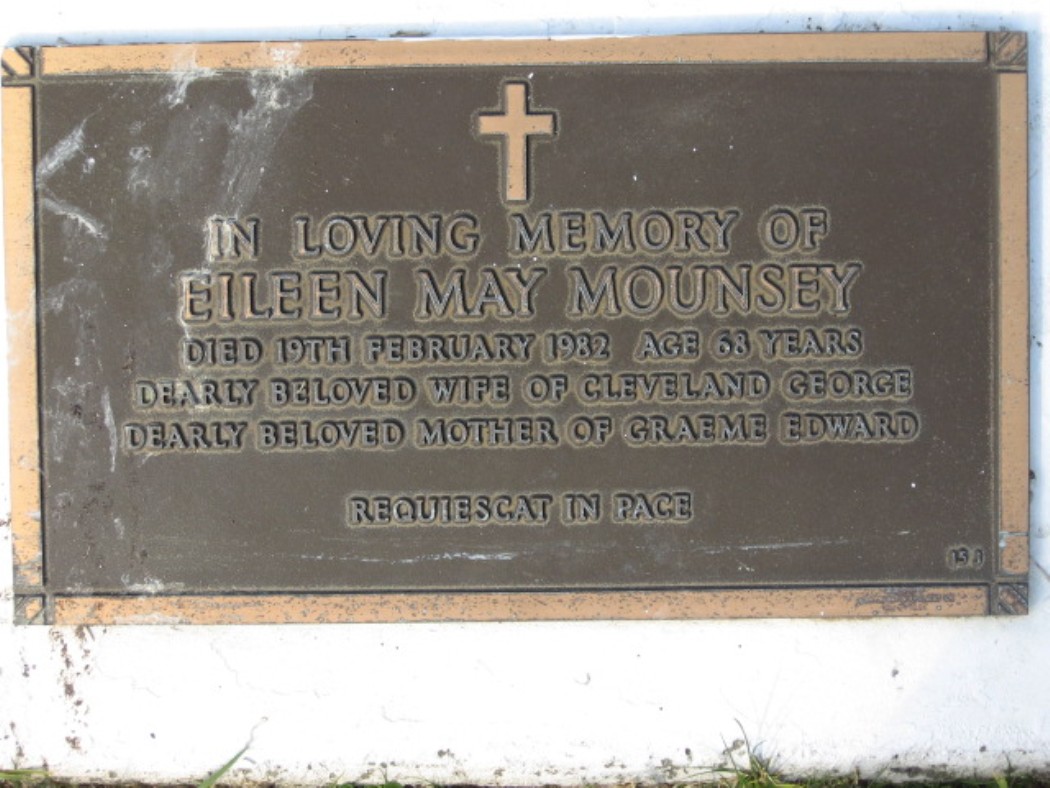 IN LOVING MEMORY OF
EILEEN MAY MOUNSEY
DIED 19TH FEBRUARY 1982 AGE 68 YEARS
DEARLY BELOVED WIFE OF CLEVELAND GEORGE
DEARLY BELOVED MOTHER OF GRAEME EDWARD
REQUIESCAT IN PACE